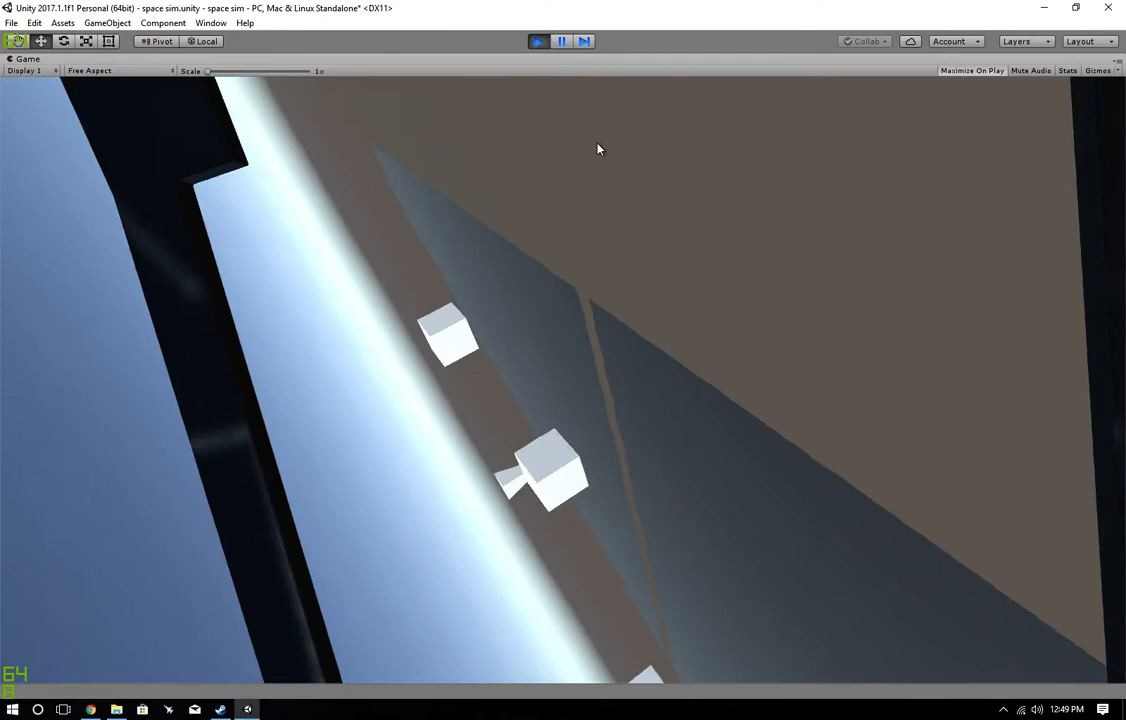 Unity 2017.1.1f1 Personal (64bit) - space sim.unity - space sim - PC, Mac & Linux Standalone* <DX11>
File Edit Assets GameObject Component Window Help
Pivot Local Collab Account Layers Layout
Game
Display 1 Free Aspect Scale 1x Maximize On Play Mute Audio Stats Gizmos
64
12:49 PM